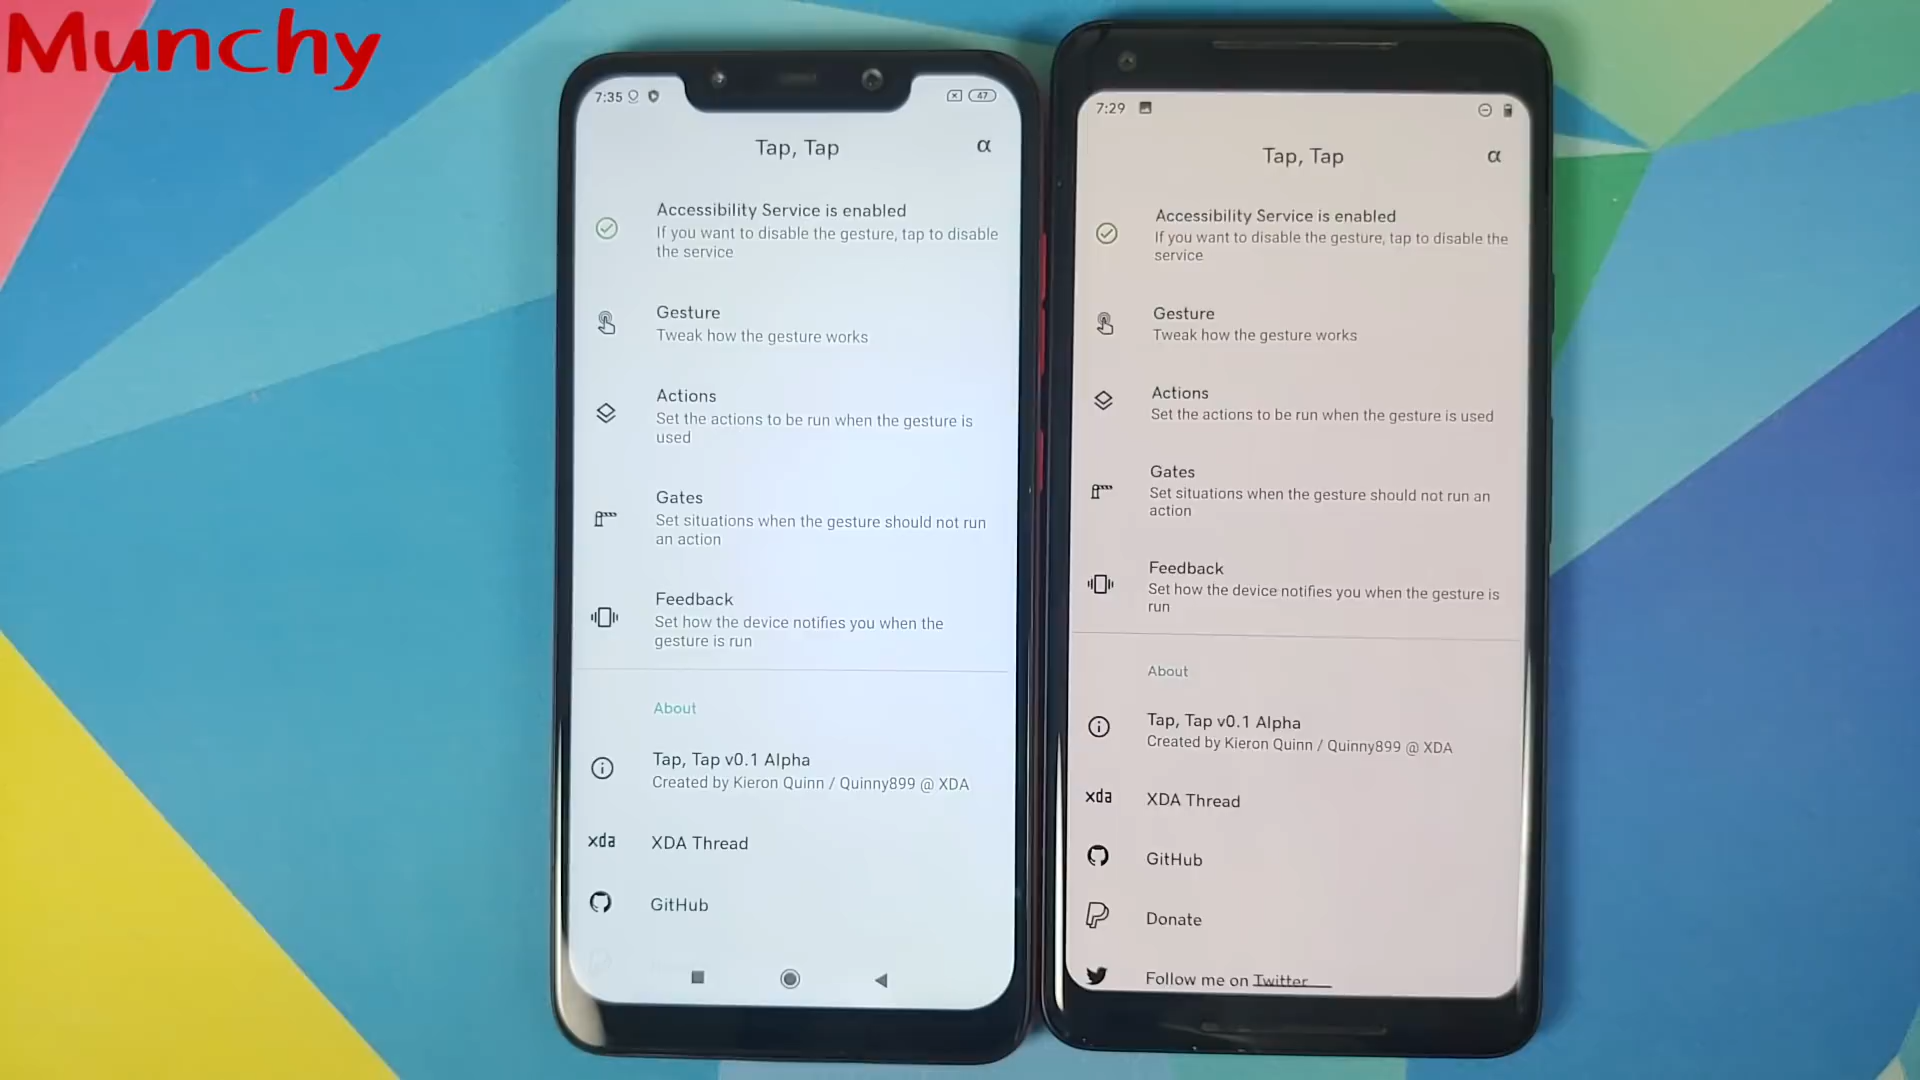 Munchy
7:35
47
Tap, Tap
α
Accessibility Service is enabled
If you want to disable the gesture, tap to disable
the service
Gesture
Tweak how the gesture works
Actions
Set the actions to be run when the gesture is
used
Gates
Set situations when the gesture should not run
an action
Feedback
Set how the device notifies you when the
gesture is run
About
Tap, Tap v0.1 Alpha
Created by Kieron Quinn / Quinny899 @ XDA
xda XDA Thread
GitHub
7:29
Tap, Tap
α
Accessibility Service is enabled
If you want to disable the gesture, tap to disable the
service
Gesture
Tweak how the gesture works
Actions
Set the actions to be run when the gesture is used
Gates
Set situations when the gesture should not run an
action
Feedback
Set how the device notifies you when the gesture is
run
About
Tap, Tap v0.1 Alpha
Created by Kieron Quinn / Quinny899 @ XDA
xda XDA Thread
GitHub
Donate
Follow me on Twitter